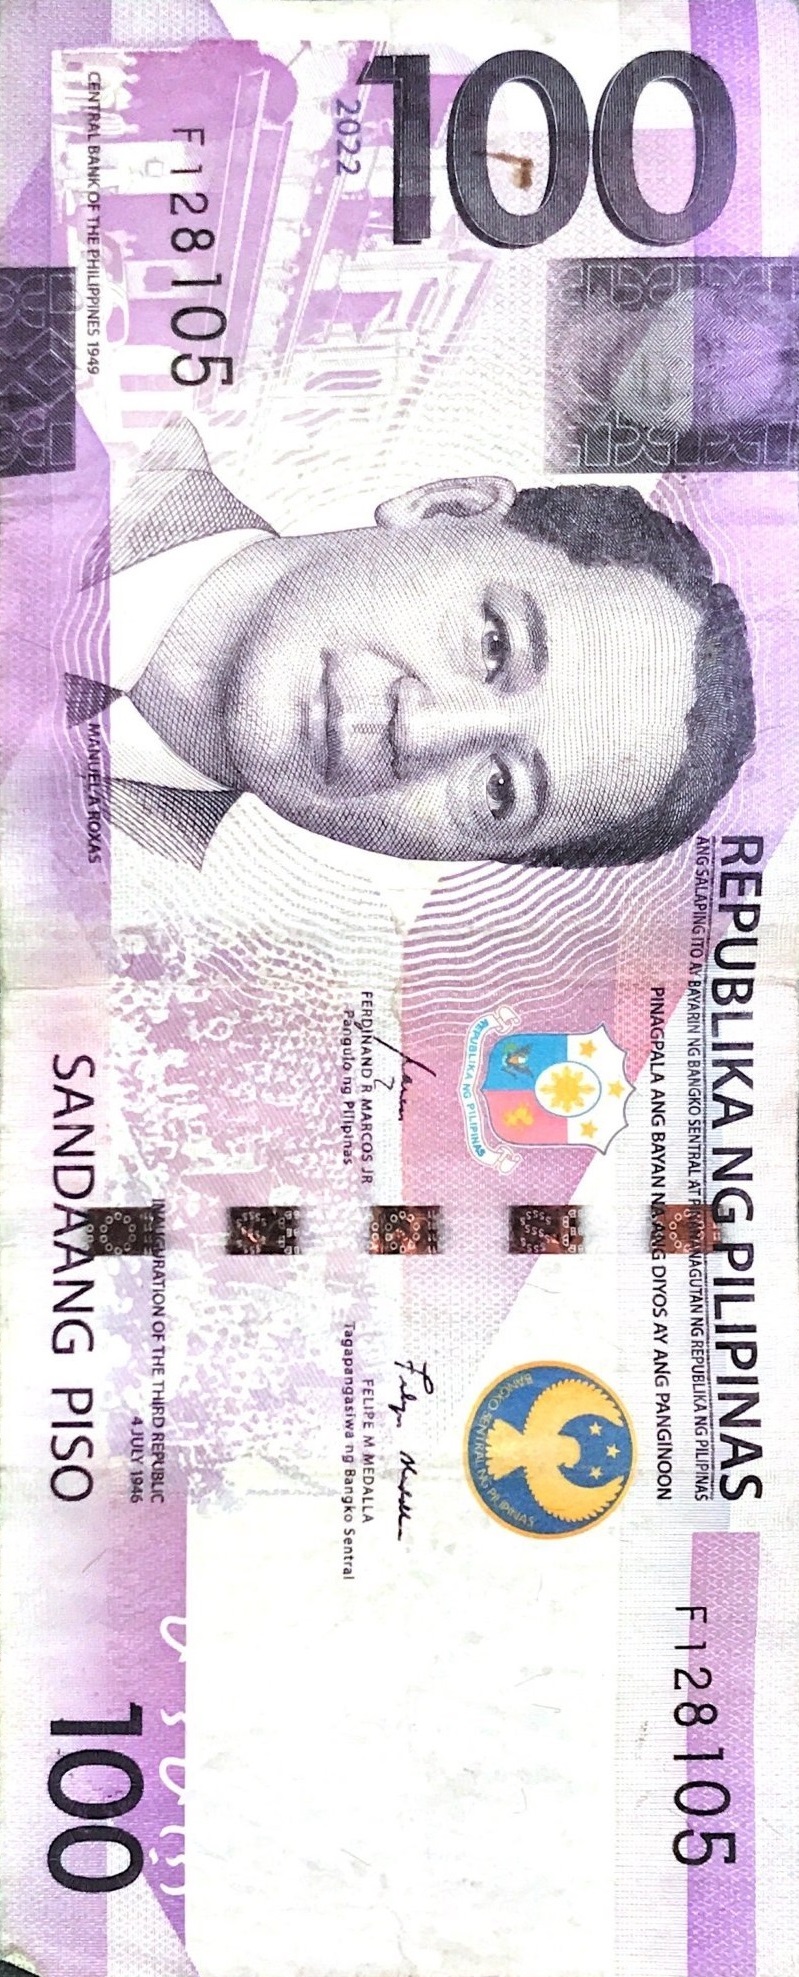 100
2022
F128105
CENTRAL BANK OF THE PHILIPPINES 1949
MANUEL A ROXAS
REPUBLIKA NG PILIPINAS
ANG SALAPING ITO AY BAYARIN NG BANGKO SENTRAL AT PINANANAGUTAN NG REPUBLIKA NG PILIPINAS
PINAGPALA ANG BAYAN NA ANG DIYOS AY ANG PANGINOON
REPUBLIKA NG PILIPINAS
BANGKO SENTRAL NG PILIPINAS
FERDINAND R MARCOS JR
Pangulo ng Pilipinas
FELIPE M MEDALLA
Tagapangasiwa ng Bangko Sentral
INAUGURATION OF THE THIRD REPUBLIC
4 JULY 1946
SANDAANG PISO
F128105
100